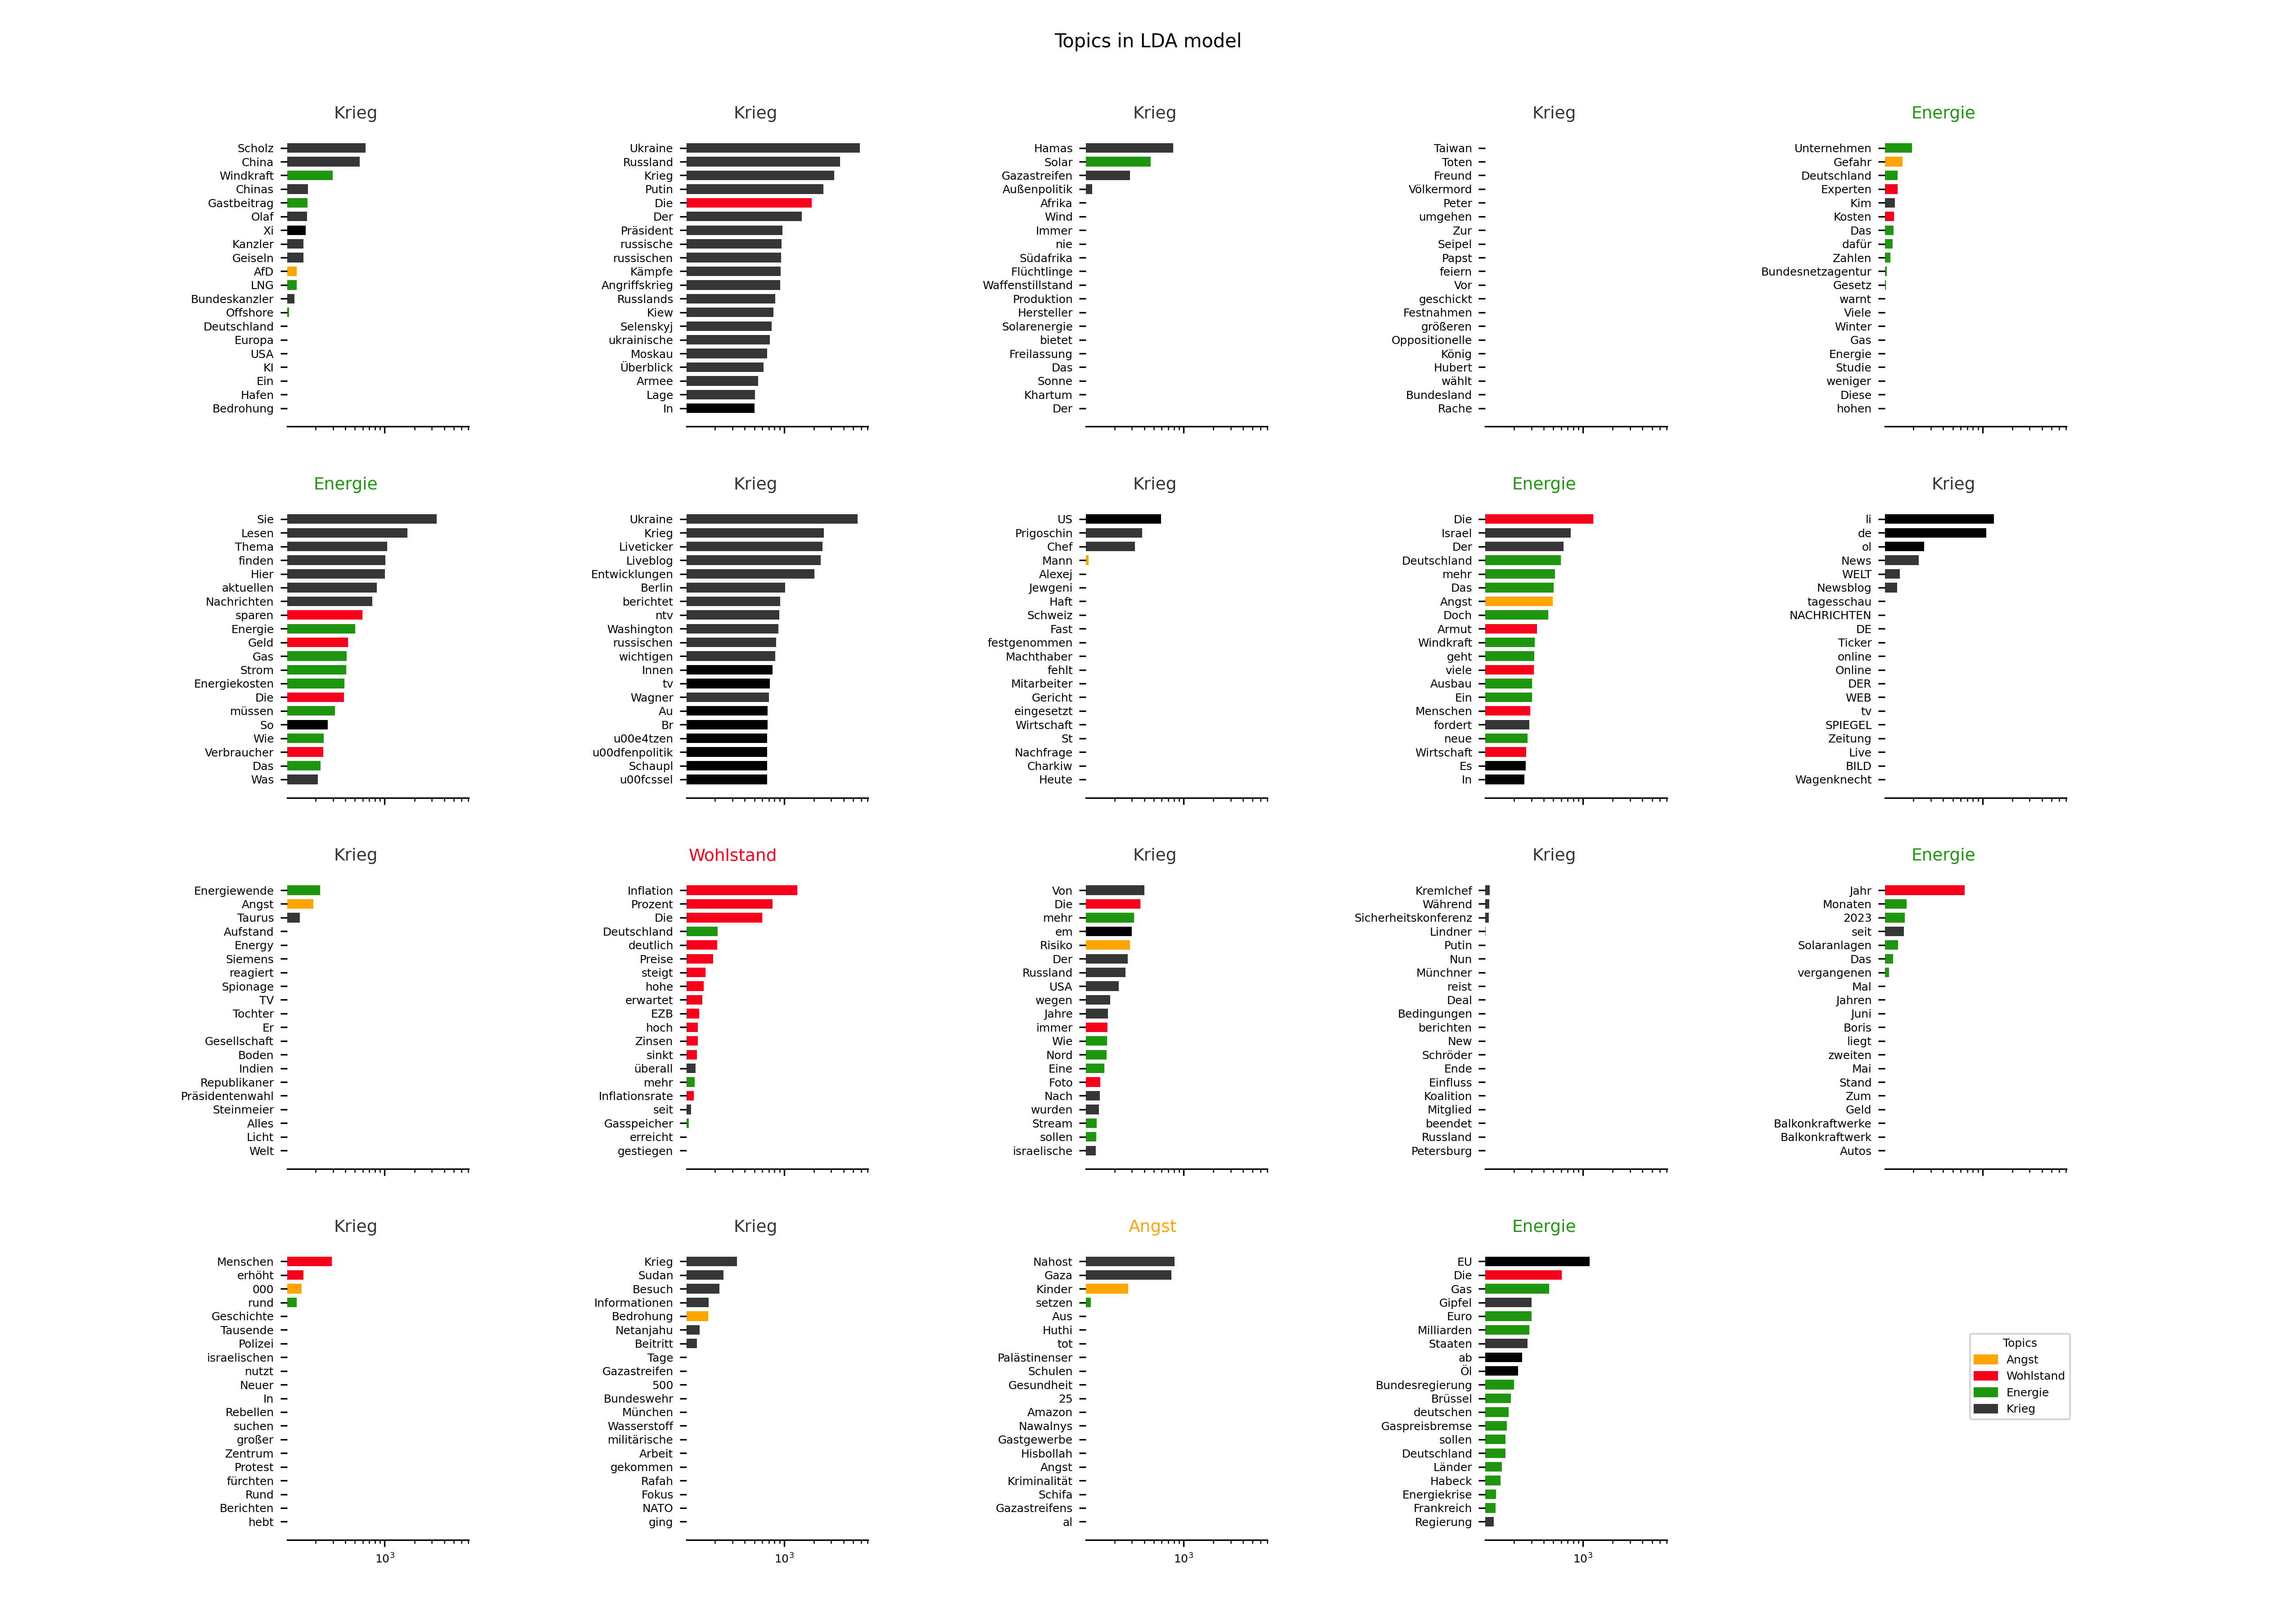 Topics in LDA model
Krieg
Scholz
China
Windkraft
Chinas
Gastbeitrag
Olaf
Xi
Kanzler
Geiseln
AfD
LNG
Bundeskanzler
Offshore
Deutschland
Europa
USA
KI
Ein
Hafen
Bedrohung
Krieg
Ukraine
Russland
Krieg
Putin
Die
Der
Präsident
russische
russischen
Kämpfe
Angriffskrieg
Russlands
Kiew
Selenskyj
ukrainische
Moskau
Überblick
Armee
Lage
In
Krieg
Hamas
Solar
Gazastreifen
Außenpolitik
Afrika
Wind
Immer
nie
Südafrika
Flüchtlinge
Waffenstillstand
Produktion
Hersteller
Solarenergie
bietet
Freilassung
Das
Sonne
Khartum
Der
Krieg
Taiwan
Toten
Freund
Völkermord
Peter
umgehen
Zur
Seipel
Papst
feiern
Vor
geschickt
Festnahmen
größeren
Oppositionelle
König
Hubert
wählt
Bundesland
Rache
Energie
Unternehmen
Gefahr
Deutschland
Experten
Kim
Kosten
Das
dafür
Zahlen
Bundesnetzagentur
Gesetz
warnt
Viele
Winter
Gas
Energie
Studie
weniger
Diese
hohen
Energie
Sie
Lesen
Thema
finden
Hier
aktuellen
Nachrichten
sparen
Energie
Geld
Gas
Strom
Energiekosten
Die
müssen
So
Wie
Verbraucher
Das
Was
Krieg
Ukraine
Krieg
Liveticker
Liveblog
Entwicklungen
Berlin
berichtet
ntv
Washington
russischen
wichtigen
Innen
tv
Wagner
Au
Br
u00e4tzen
u00dfenpolitik
Schaupl
u00fcssel
Krieg
US
Prigoschin
Chef
Mann
Alexej
Jewgeni
Haft
Schweiz
Fast
festgenommen
Machthaber
fehlt
Mitarbeiter
Gericht
eingesetzt
Wirtschaft
St
Nachfrage
Charkiw
Heute
Energie
Die
Israel
Der
Deutschland
mehr
Das
Angst
Doch
Armut
Windkraft
geht
viele
Ausbau
Ein
Menschen
fordert
neue
Wirtschaft
Es
In
Krieg
li
de
ol
News
WELT
Newsblog
tagesschau
NACHRICHTEN
DE
Ticker
online
Online
DER
WEB
tv
SPIEGEL
Zeitung
Live
BILD
Wagenknecht
Krieg
Energiewende
Angst
Taurus
Aufstand
Energy
Siemens
reagiert
Spionage
TV
Tochter
Er
Gesellschaft
Boden
Indien
Republikaner
Präsidentenwahl
Steinmeier
Alles
Licht
Welt
Wohlstand
Inflation
Prozent
Die
Deutschland
deutlich
Preise
steigt
hohe
erwartet
EZB
hoch
Zinsen
sinkt
überall
mehr
Inflationsrate
seit
Gasspeicher
erreicht
gestiegen
Krieg
Von
Die
mehr
em
Risiko
Der
Russland
USA
wegen
Jahre
immer
Wie
Nord
Eine
Foto
Nach
wurden
Stream
sollen
israelische
Krieg
Kremlchef
Während
Sicherheitskonferenz
Lindner
Putin
Nun
Münchner
reist
Deal
Bedingungen
berichten
New
Schröder
Ende
Einfluss
Koalition
Mitglied
beendet
Russland
Petersburg
Energie
Jahr
Monaten
2023
seit
Solaranlagen
Das
vergangenen
Mal
Jahren
Juni
Boris
liegt
zweiten
Mai
Stand
Zum
Geld
Balkonkraftwerke
Balkonkraftwerk
Autos
Krieg
Menschen
erhöht
000
rund
Geschichte
Tausende
Polizei
israelischen
nutzt
Neuer
In
Rebellen
suchen
großer
Zentrum
Protest
fürchten
Rund
Berichten
hebt
10³
Krieg
Krieg
Sudan
Besuch
Informationen
Bedrohung
Netanjahu
Beitritt
Tage
Gazastreifen
500
Bundeswehr
München
Wasserstoff
militärische
Arbeit
gekommen
Rafah
Fokus
NATO
ging
10³
Angst
Nahost
Gaza
Kinder
setzen
Aus
Huthi
tot
Palästinenser
Schulen
Gesundheit
25
Amazon
Nawalnys
Gastgewerbe
Hisbollah
Angst
Kriminalität
Schifa
Gazastreifens
al
10³
Energie
EU
Die
Gas
Gipfel
Euro
Milliarden
Staaten
ab
Öl
Bundesregierung
Brüssel
deutschen
Gaspreisbremse
sollen
Deutschland
Länder
Habeck
Energiekrise
Frankreich
Regierung
10³
Topics
Angst
Wohlstand
Energie
Krieg